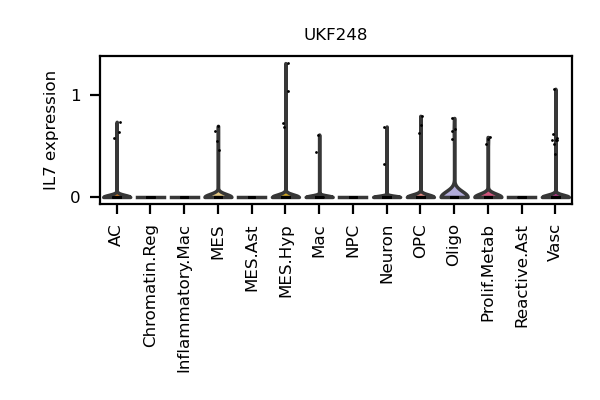 UKF248
IL7 expression
1
0
AC
Chromatin.Reg
Inflammatory.Mac
MES
MES.Ast
MES.Hyp
Mac
NPC
Neuron
OPC
Oligo
Prolif.Metab
Reactive.Ast
Vasc